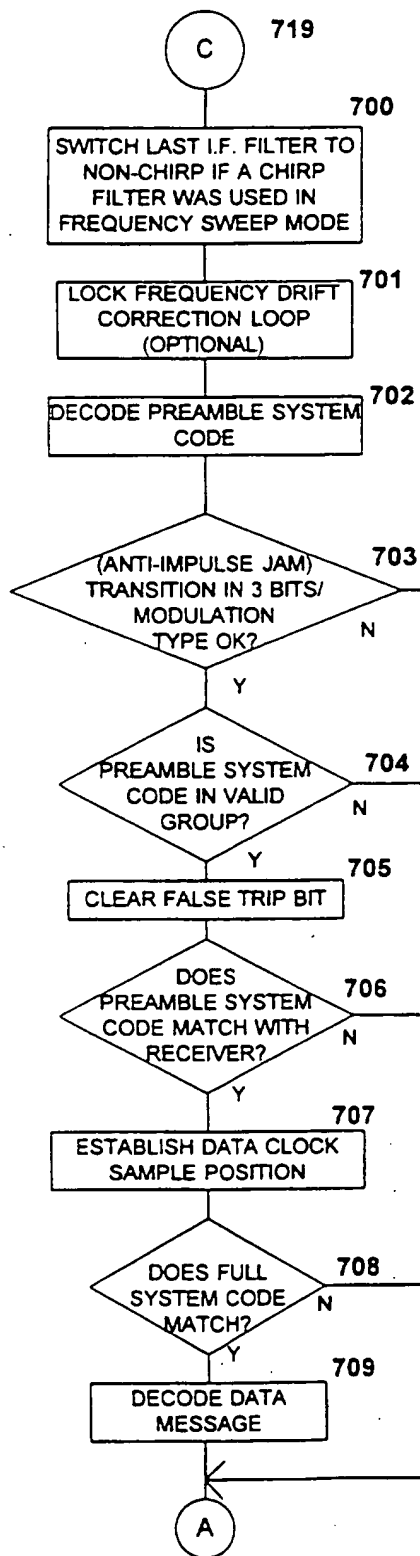 C
719
700
SWITCH LAST I.F. FILTER TO
NON-CHIRP IF A CHIRP
FILTER WAS USED IN
FREQUENCY SWEEP MODE
701
LOCK FREQUENCY DRIFT
CORRECTION LOOP
(OPTIONAL)
702
DECODE PREAMBLE SYSTEM
CODE
703
(ANTI-IMPULSE JAM)
TRANSITION IN 3 BITS/
MODULATION
TYPE OK?
N
Y
704
IS
PREAMBLE SYSTEM
CODE IN VALID
GROUP?
N
Y
705
CLEAR FALSE TRIP BIT
706
DOES
PREAMBLE SYSTEM
CODE MATCH WITH
RECEIVER?
N
Y
707
ESTABLISH DATA CLOCK
SAMPLE POSITION
708
DOES FULL
SYSTEM CODE
MATCH?
N
Y
709
DECODE DATA
MESSAGE
A